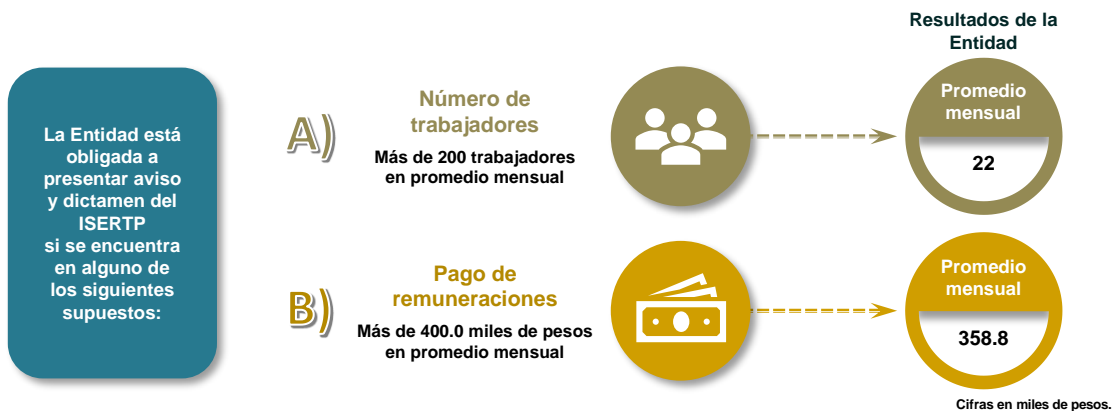 La Entidad está
obligada a
presentar aviso
y dictamen del
ISERTP
si se encuentra
en alguno de
los siguientes
supuestos:
A)
Número de
trabajadores
Más de 200 trabajadores
en promedio mensual
Resultados de la
Entidad
Promedio
mensual
22
B)
Pago de
remuneraciones
Más de 400.0 miles de pesos
en promedio mensual
Promedio
mensual
358.8
Cifras en miles de pesos.